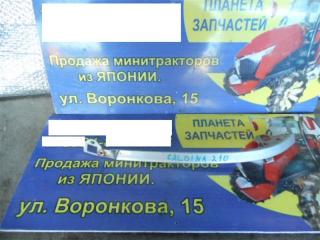 ПЛАНЕТА
ЗАПЧАСТЕЙ
Продажа минитракторов
из ЯПОНИИ.
ул. Воронкова, 15
ПЛАНЕТА
ЗАПЧАСТЕЙ
CALDINA 210
Продажа минитракторов
из ЯПОНИИ.
ул. Воронкова, 15